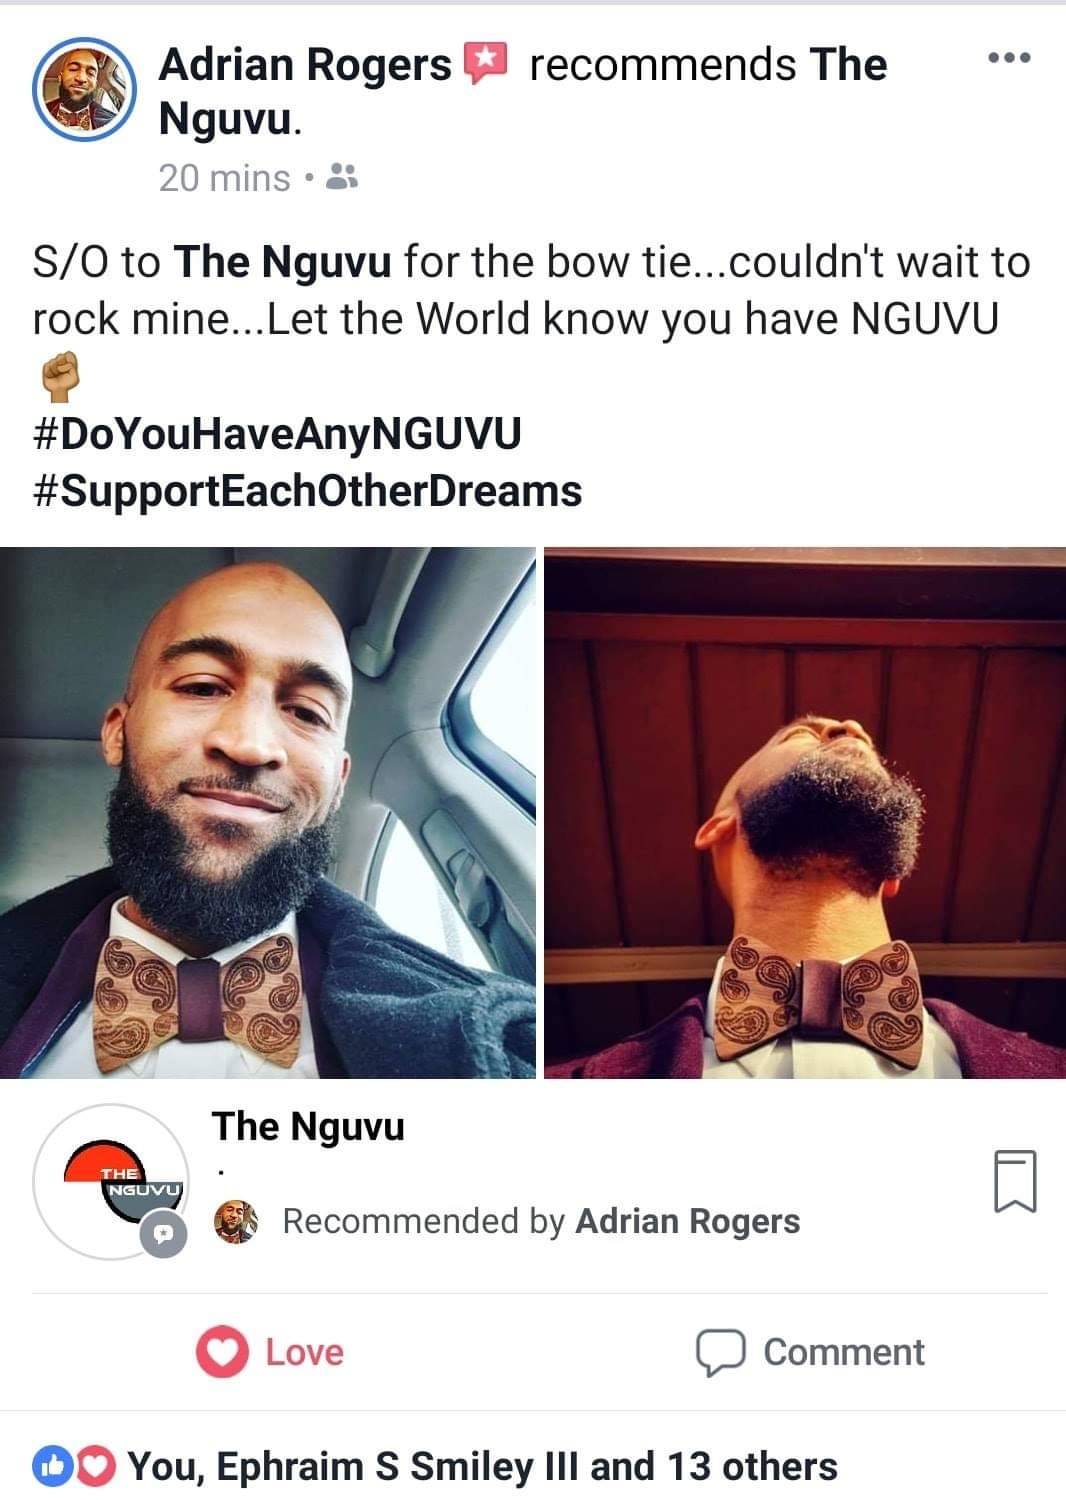 Adrian Rogers recommends The
Nguvu.
20 mins •
S/O to The Nguvu for the bow tie...couldn't wait to
rock mine...Let the World know you have NGUVU
✊🏾
#DoYouHaveAnyNGUVU
#SupportEachOtherDreams
The Nguvu
.
THE
NGUVU
Recommended by Adrian Rogers
Love
Comment
You, Ephraim S Smiley III and 13 others